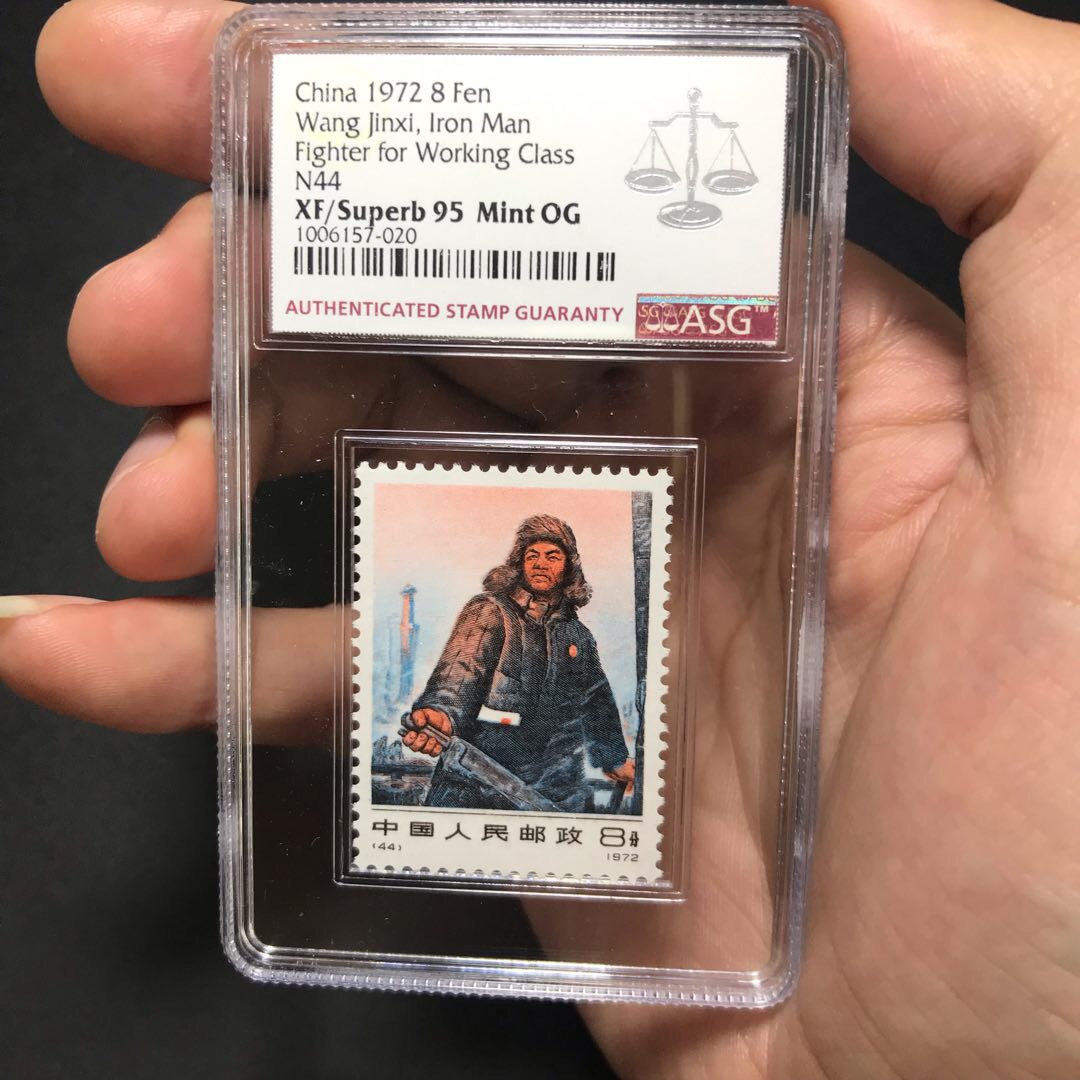 China 1972 8 Fen
Wang Jinxi, Iron Man
Fighter for Working Class
N44
XF/Superb 95 Mint OG
1006157-020
AUTHENTICATED STAMP GUARANTY
ASG™
中国人民邮政 8分
(44) 1972